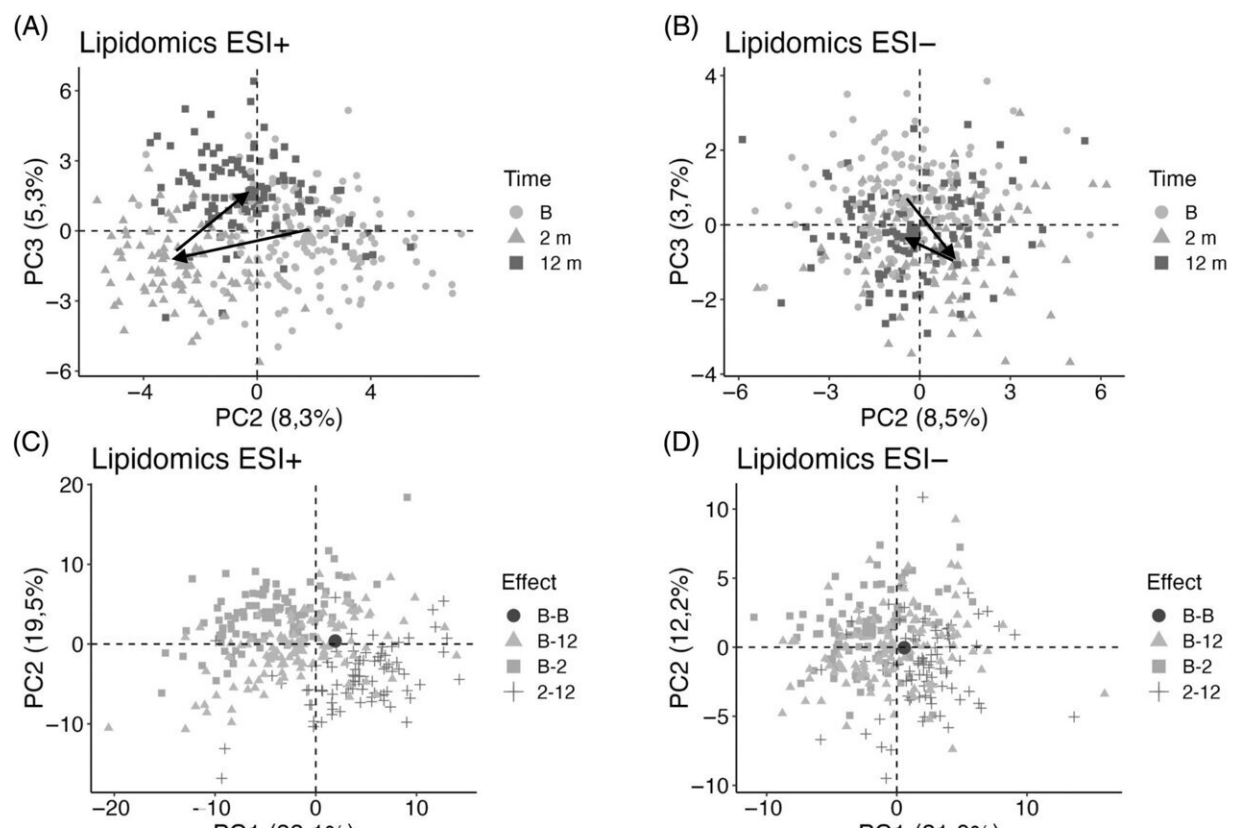 (A)
Lipidomics ESI+
PC3 (5,3%)
6
3
0
−3
−6
−4
0
4
PC2 (8,3%)
Time
B
2 m
12 m
(B)
Lipidomics ESI−
PC3 (3,7%)
4
2
0
−2
−4
−6
−3
0
3
6
PC2 (8,5%)
Time
B
2 m
12 m
(C)
Lipidomics ESI+
PC2 (19,5%)
20
10
0
−10
−20
−10
0
10
Effect
B-B
B-12
B-2
2-12
(D)
Lipidomics ESI−
PC2 (12,2%)
10
5
0
−5
−10
−10
0
10
Effect
B-B
B-12
B-2
2-12